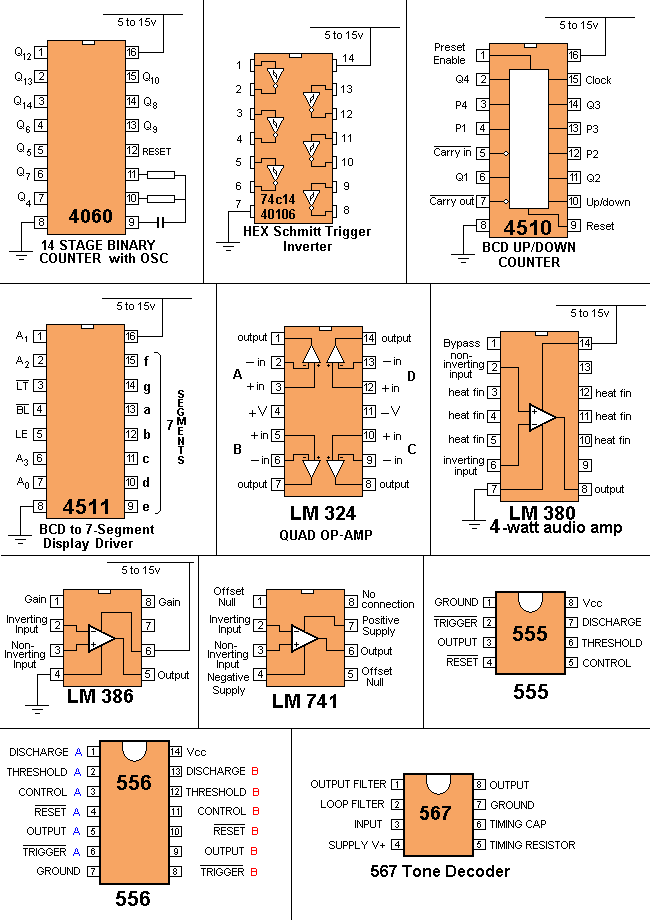 5 to 15v
Q12 1 16
Q13 2 15 Q10
Q14 3 14 Q8
Q6 4 13 Q9
Q5 5 12 RESET
Q7 6 11
Q4 7 10
8 9
4060
14 STAGE BINARY
COUNTER with OSC
5 to 15v
1 14
2 13
3 12
4 11
5 10
6 9
7 8
74c14
40106
HEX Schmitt Trigger
Inverter
5 to 15v
Preset
Enable 1 16
Q4 2 15 Clock
P4 3 14 Q3
P1 4 13 P3
Carry in 5 12 P2
Q1 6 11 Q2
Carry out 7 10 Up/down
8 9 Reset
4510
BCD UP/DOWN
COUNTER
5 to 15v
A1 1 16
A2 2 15 f
LT 3 14 g
BL 4 13 a
LE 5 12 b
A3 6 11 c
A0 7 10 d
8 9 e
7 SEGMENTS
4511
BCD to 7-Segment
Display Driver
output 1 14 output
– in 2 13 – in
A D
+ in 3 12 + in
+V 4 11 –V
+ in 5 10 + in
B C
– in 6 9 – in
output 7 8 output
LM 324
QUAD OP-AMP
5 to 15v
Bypass 1 14
non-
inverting
input 2 13
heat fin 3 12 heat fin
heat fin 4 11 heat fin
heat fin 5 10 heat fin
inverting
input 6 9
7 8 output
LM 380
4-watt audio amp
5 to 15v
Gain 1 8 Gain
Inverting
Input 2 7
Non-
Inverting
Input 3 6
4 5 Output
LM 386
Offset
Null 1 8 No
connection
Inverting
Input 2 7 Positive
Supply
Non-
Inverting
Input 3 6 Output
Negative
Supply 4 5 Offset
Null
LM 741
GROUND 1 8 Vcc
TRIGGER 2 7 DISCHARGE
OUTPUT 3 6 THRESHOLD
RESET 4 5 CONTROL
555
555
DISCHARGE A 1 14 Vcc
THRESHOLD A 2 13 DISCHARGE B
CONTROL A 3 12 THRESHOLD B
RESET A 4 11 CONTROL B
OUTPUT A 5 10 RESET B
TRIGGER A 6 9 OUTPUT B
GROUND 7 8 TRIGGER B
556
556
OUTPUT FILTER 1 8 OUTPUT
LOOP FILTER 2 7 GROUND
INPUT 3 6 TIMING CAP
SUPPLY V+ 4 5 TIMING RESISTOR
567
567 Tone Decoder